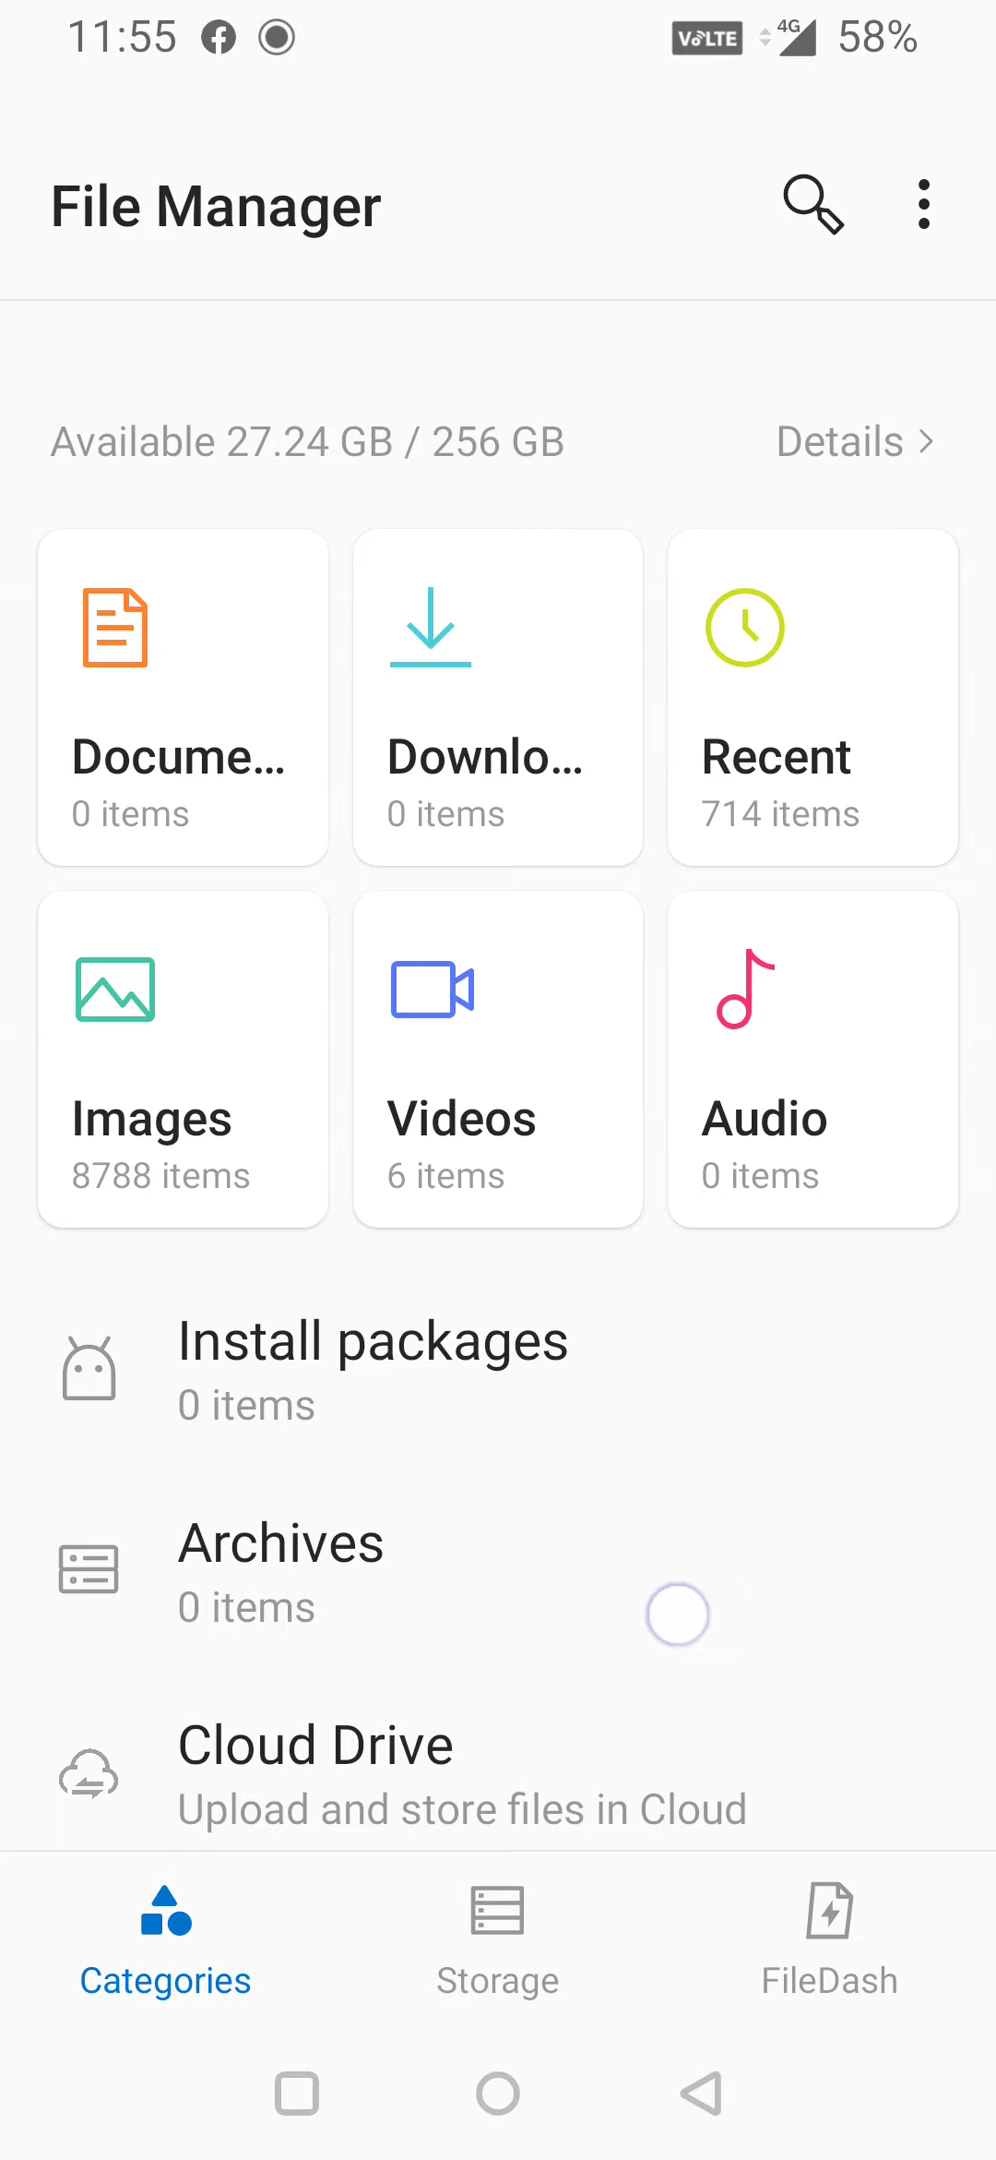 11:55 VoLTE 4G 58%
File Manager
Available 27.24 GB / 256 GB Details
Docume... Downlo... Recent
0 items 0 items 714 items
Images Videos Audio
8788 items 6 items 0 items
Install packages
0 items
Archives
0 items
Cloud Drive
Upload and store files in Cloud
Categories Storage FileDash